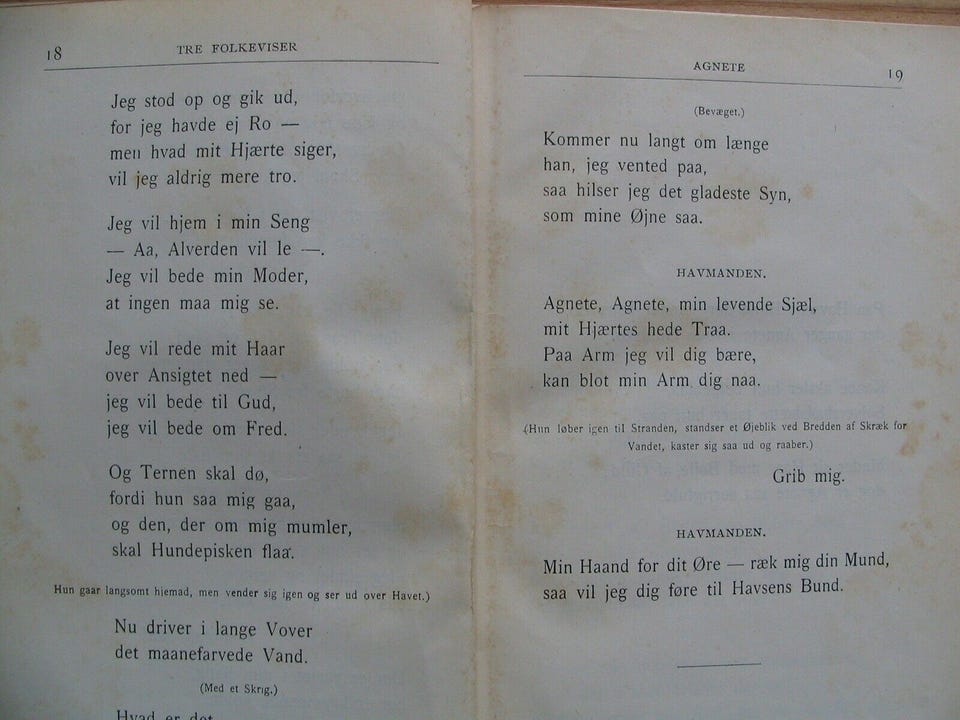 18
TRE FOLKEVISER
Jeg stod op og gik ud,
for jeg havde ej Ro —
men hvad mit Hjærte siger,
vil jeg aldrig mere tro.
Jeg vil hjem i min Seng
— Aa, Alverden vil le —.
Jeg vil bede min Moder,
at ingen maa mig se.
Jeg vil rede mit Haar
over Ansigtet ned —
jeg vil bede til Gud,
jeg vil bede om Fred.
Og Ternen skal dø,
fordi hun saa mig gaa,
og den, der om mig mumler,
skal Hundepisken flaa.
Hun gaar langsomt hjemad, men vender sig igen og ser ud over Havet.)
Nu driver i lange Vover
det maanefarvede Vand.
(Med et Skrig.)
Hvad er det
AGNETE
19
(Bevæget.)
Kommer nu langt om længe
han, jeg vented paa,
saa hilser jeg det gladeste Syn,
som mine Øjne saa.
HAVMANDEN.
Agnete, Agnete, min levende Sjæl,
mit Hjærtes hede Traa.
Paa Arm jeg vil dig bære,
kan blot min Arm dig naa.
(Hun løber igen til Stranden, standser et Øjeblik ved Bredden af Skræk for
Vandet, kaster sig saa ud og raaber.)
Grib mig.
HAVMANDEN.
Min Haand for dit Øre — ræk mig din Mund,
saa vil jeg dig føre til Havsens Bund.